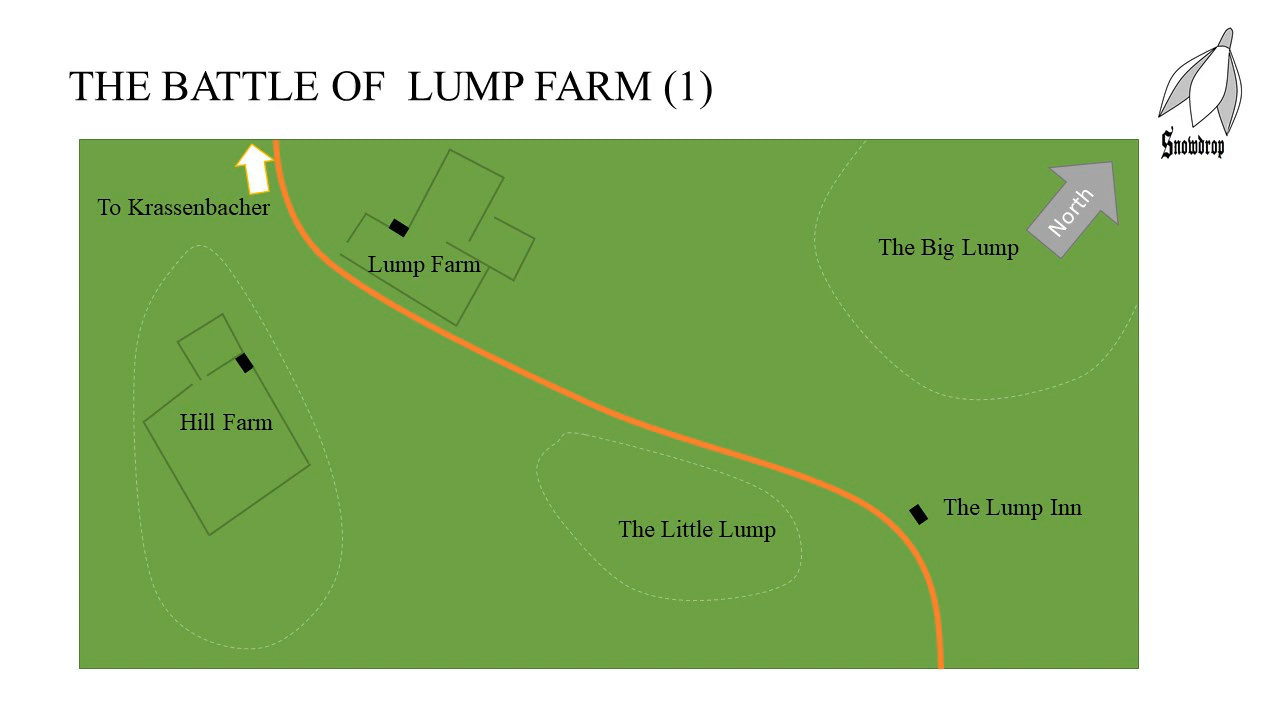 THE BATTLE OF  LUMP FARM (1)
Snowdrop
To Krassenbacher
North
The Big Lump
Lump Farm
Hill Farm
The Lump Inn
The Little Lump